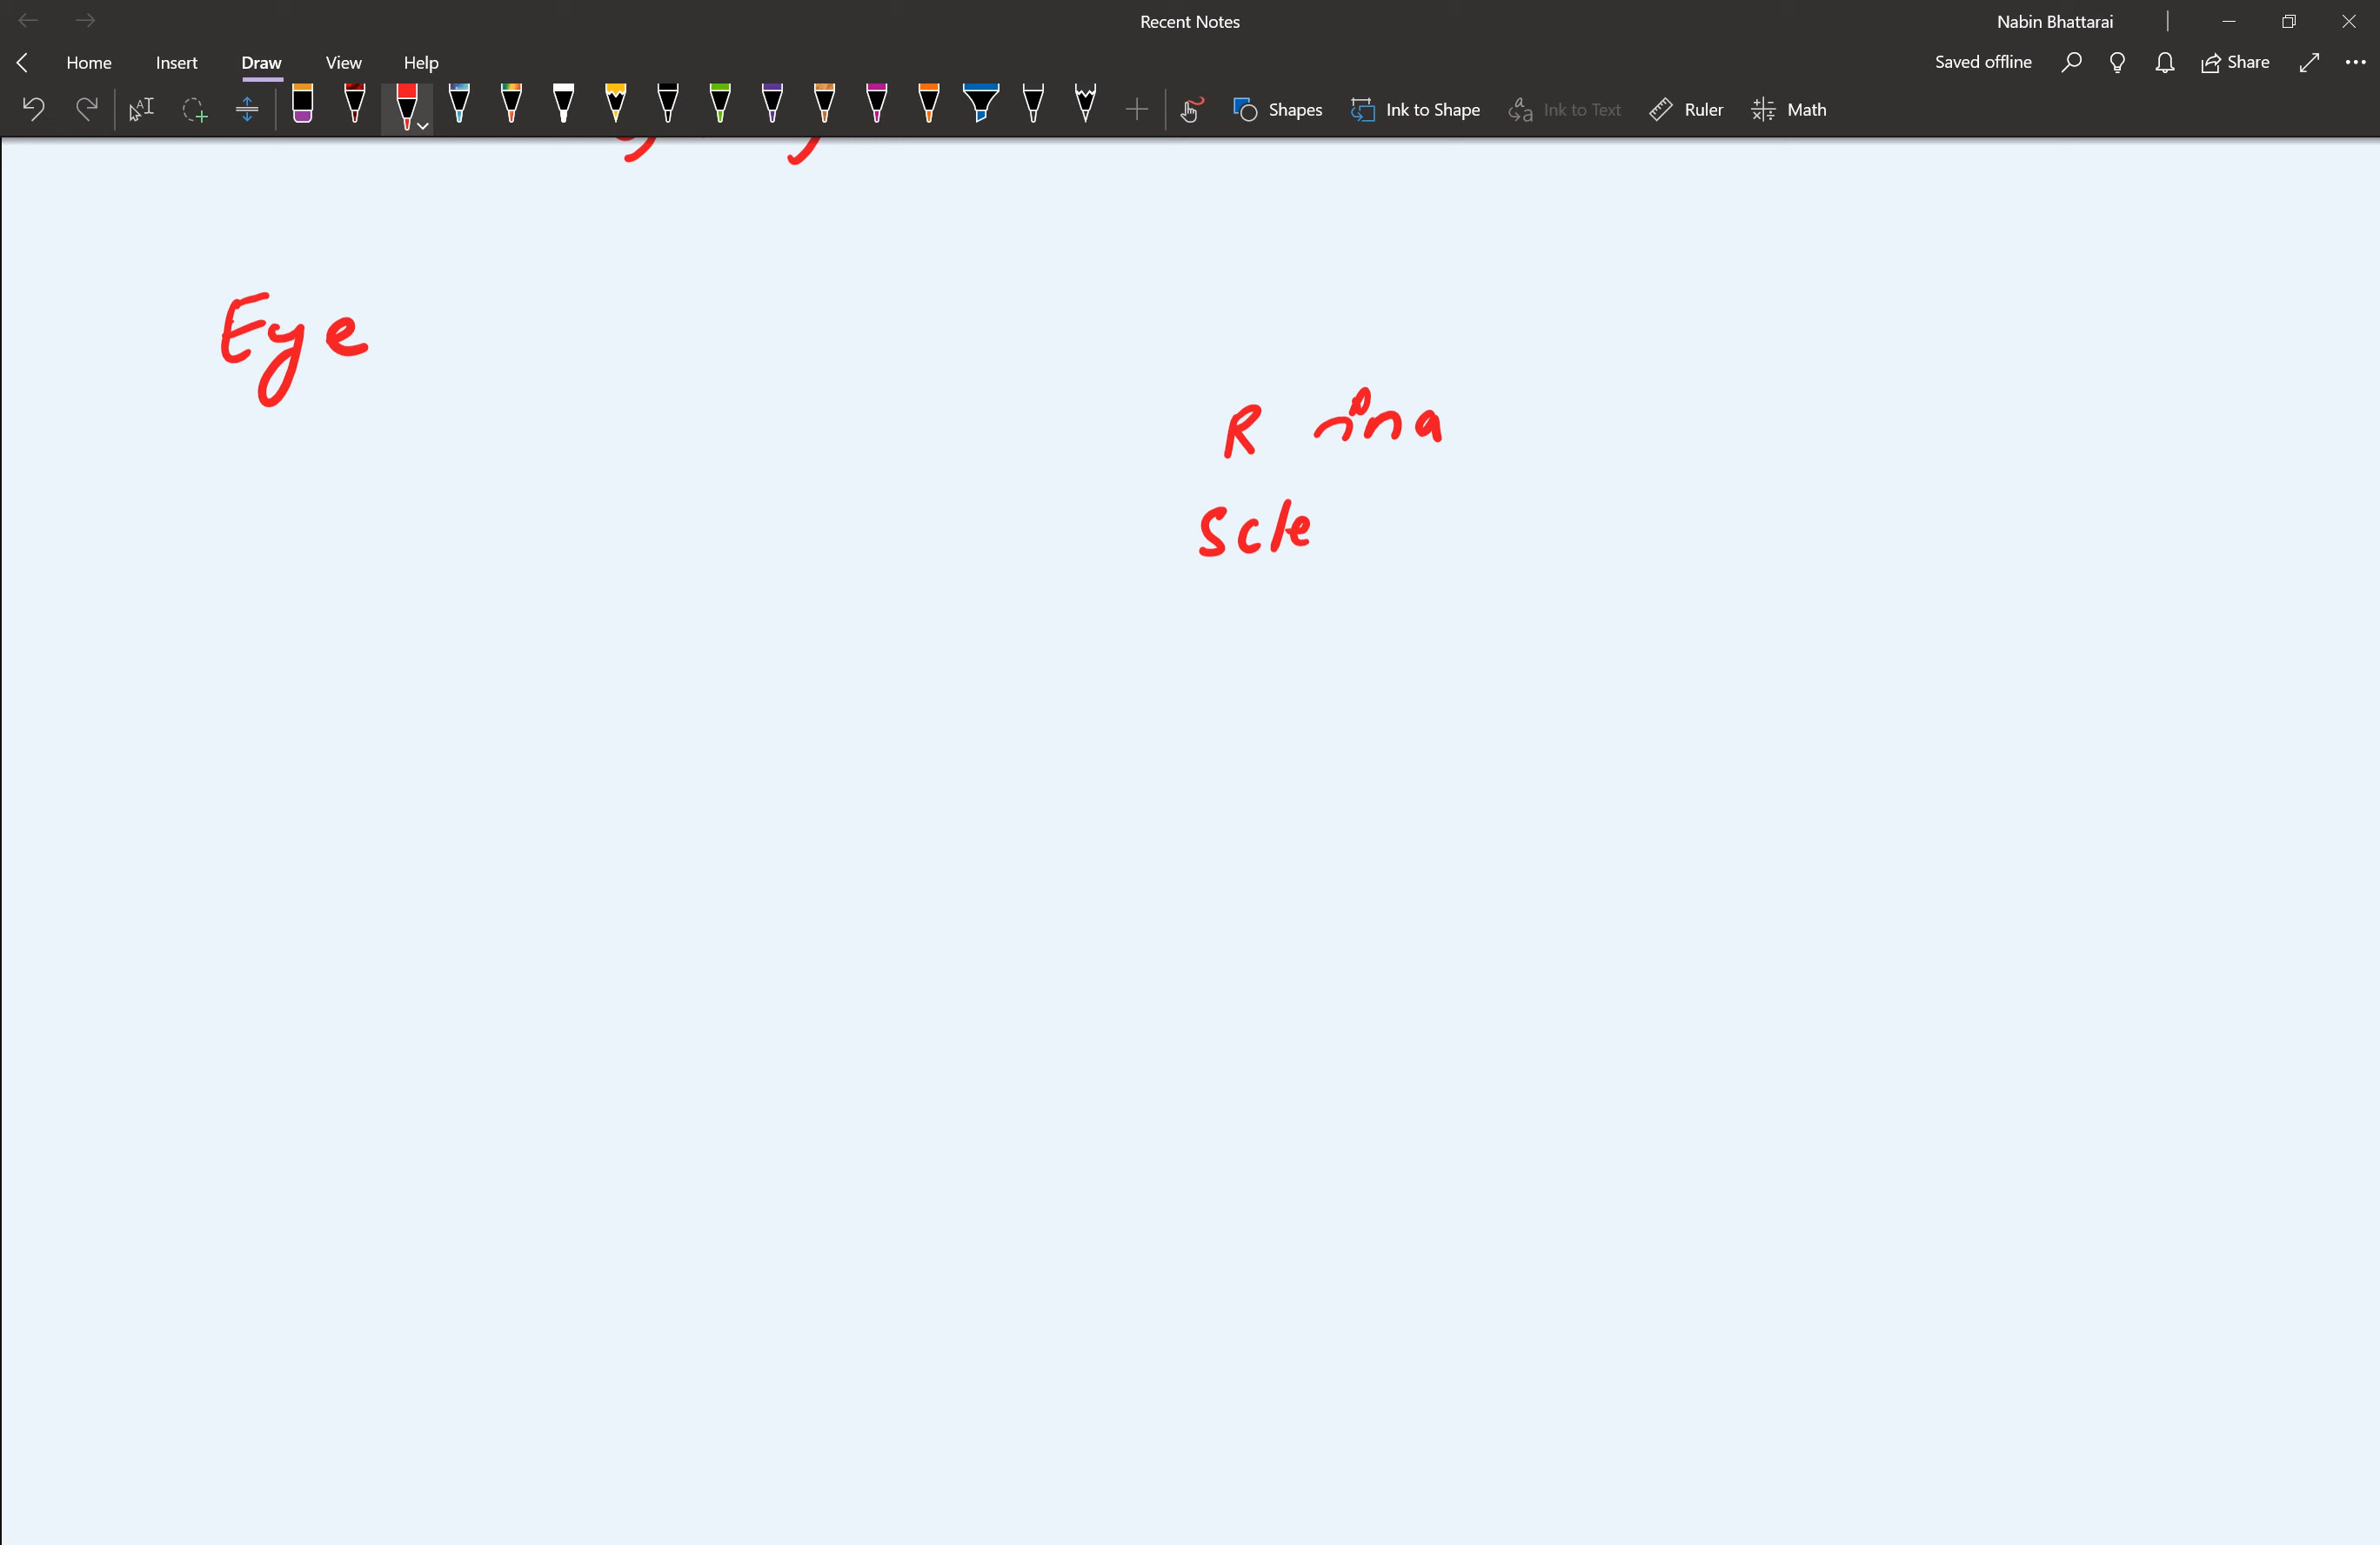 Recent Notes
Nabin Bhattarai
Home Insert Draw View Help
Saved offline
Share
Shapes Ink to Shape Ink to Text Ruler Math
Eye
R ina
Scle